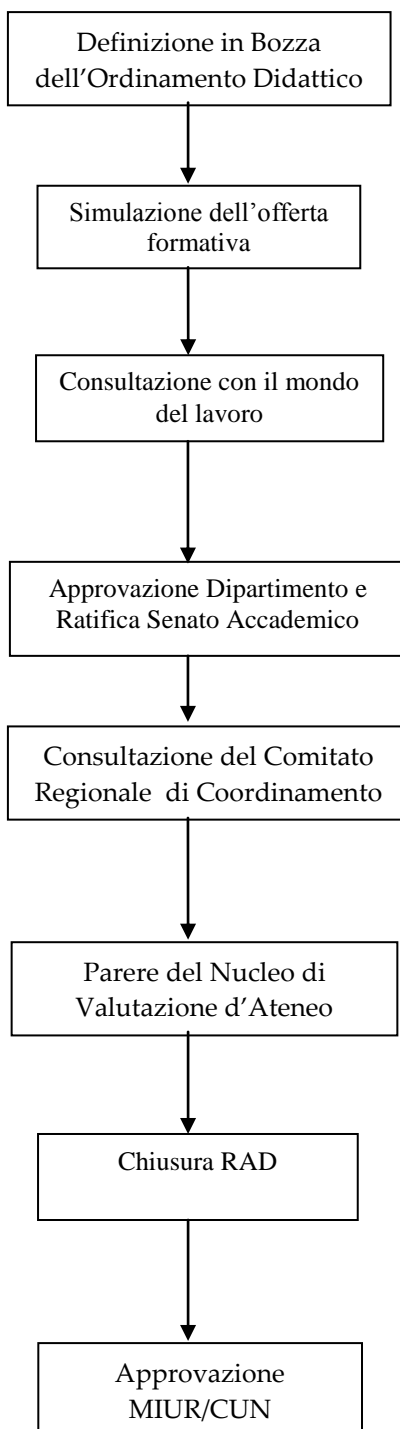 Definizione in Bozza
dell'Ordinamento Didattico
Simulazione dell'offerta
formativa
Consultazione con il mondo
del lavoro
Approvazione Dipartimento e
Ratifica Senato Accademico
Consultazione del Comitato
Regionale di Coordinamento
Parere del Nucleo di
Valutazione d'Ateneo
Chiusura RAD
Approvazione
MIUR/CUN